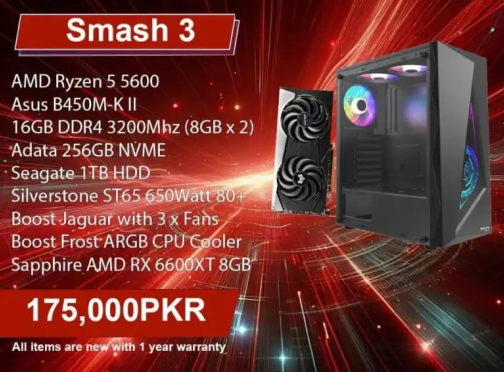 Smash 3
AMD Ryzen 5 5600
Asus B450M-K II
16GB DDR4 3200Mhz (8GB x 2)
Adata 256GB NVME
Seagate 1TB HDD
Silverstone ST65 650Watt 80+
Boost Jaguar with 3 x Fans
Boost Frost ARGB CPU Cooler
Sapphire AMD RX 6600XT 8GB
175,000PKR
All items are new with 1 year warranty